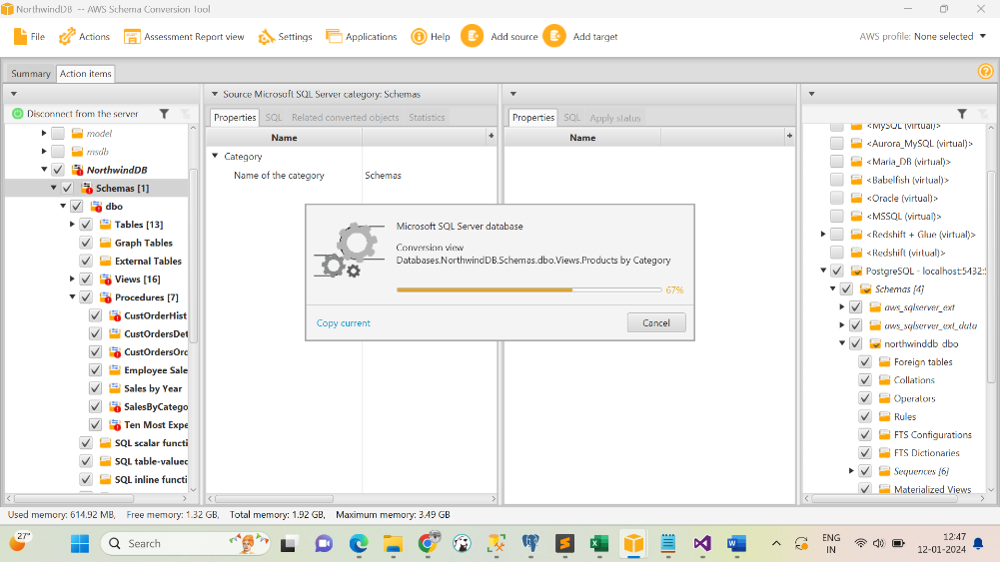 NorthwindDB -- AWS Schema Conversion Tool
File Actions Assessment Report view Settings Applications Help Add source Add target AWS profile: None selected
Summary Action items
Disconnect from the server
model
msdb
NorthwindDB
Schemas [1]
dbo
Tables [13]
Graph Tables
External Tables
Views [16]
Procedures [7]
CustOrderHist
CustOrdersDet
CustOrdersOrd
Employee Sale
Sales by Year
SalesByCatego
Ten Most Expe
SQL scalar functi
SQL table-valued
SQL inline functi
Source Microsoft SQL Server category: Schemas
Properties SQL Related converted objects Statistics
Name
Category
Name of the category Schemas
Properties SQL Apply status
Name
Microsoft SQL Server database
Conversion view
Databases.NorthwindDB.Schemas.dbo.Views.Products by Category
67%
Copy current Cancel
<MySQL (virtual)>
<Aurora_MySQL (virtual)>
<Maria_DB (virtual)>
<Babelfish (virtual)>
<Oracle (virtual)>
<MSSQL (virtual)>
<Redshift + Glue (virtual)>
<Redshift (virtual)>
PostgreSQL - localhost:5432:
Schemas [4]
aws_sqlserver_ext
aws_sqlserver_ext_data
northwinddb_dbo
Foreign tables
Collations
Operators
Rules
FTS Configurations
FTS Dictionaries
Sequences [6]
Materialized Views
Used memory: 614.92 MB, Free memory: 1.32 GB, Total memory: 1.92 GB, Maximum memory: 3.49 GB
27°
Search
ENG
IN
12:47
12-01-2024